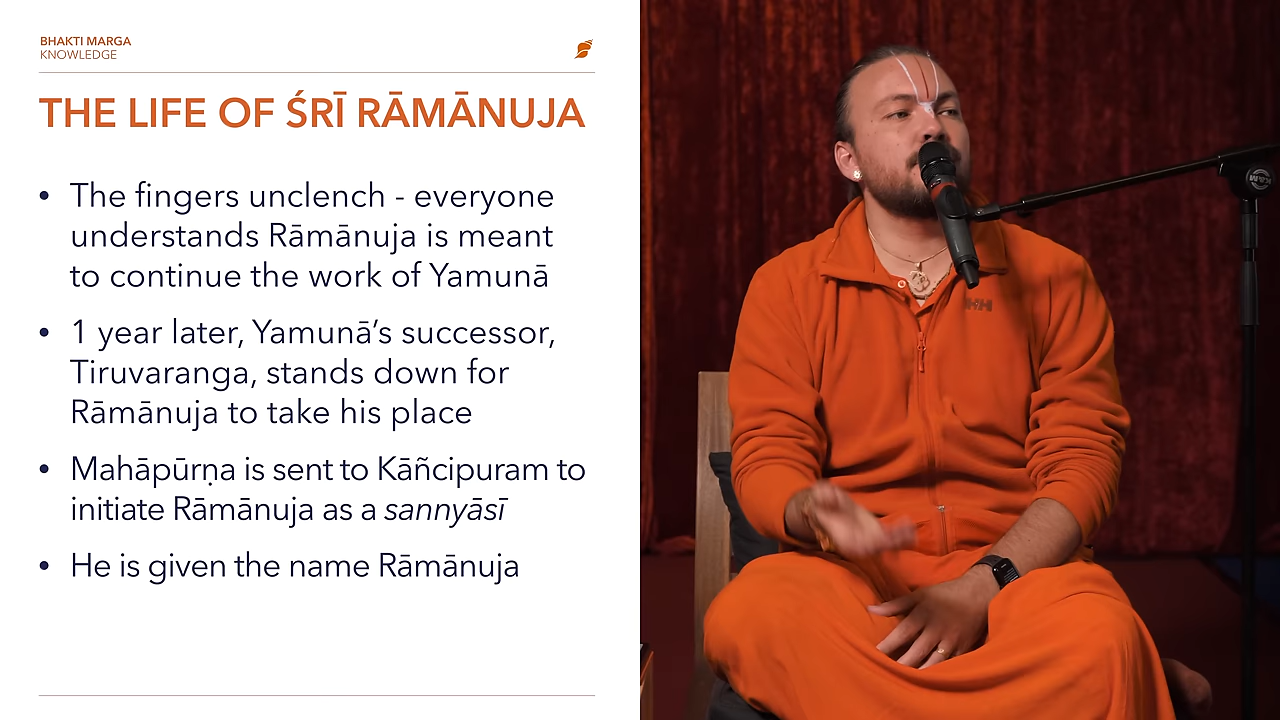 BHAKTI MARGA
KNOWLEDGE
THE LIFE OF ŚRĪ RĀMĀNUJA
• The fingers unclench - everyone
understands Rāmānuja is meant
to continue the work of Yamunā
• 1 year later, Yamunā’s successor,
Tiruvaranga, stands down for
Rāmānuja to take his place
• Mahāpūrṇa is sent to Kāñcipuram to
initiate Rāmānuja as a sannyāsī
• He is given the name Rāmānuja
HH
KAM